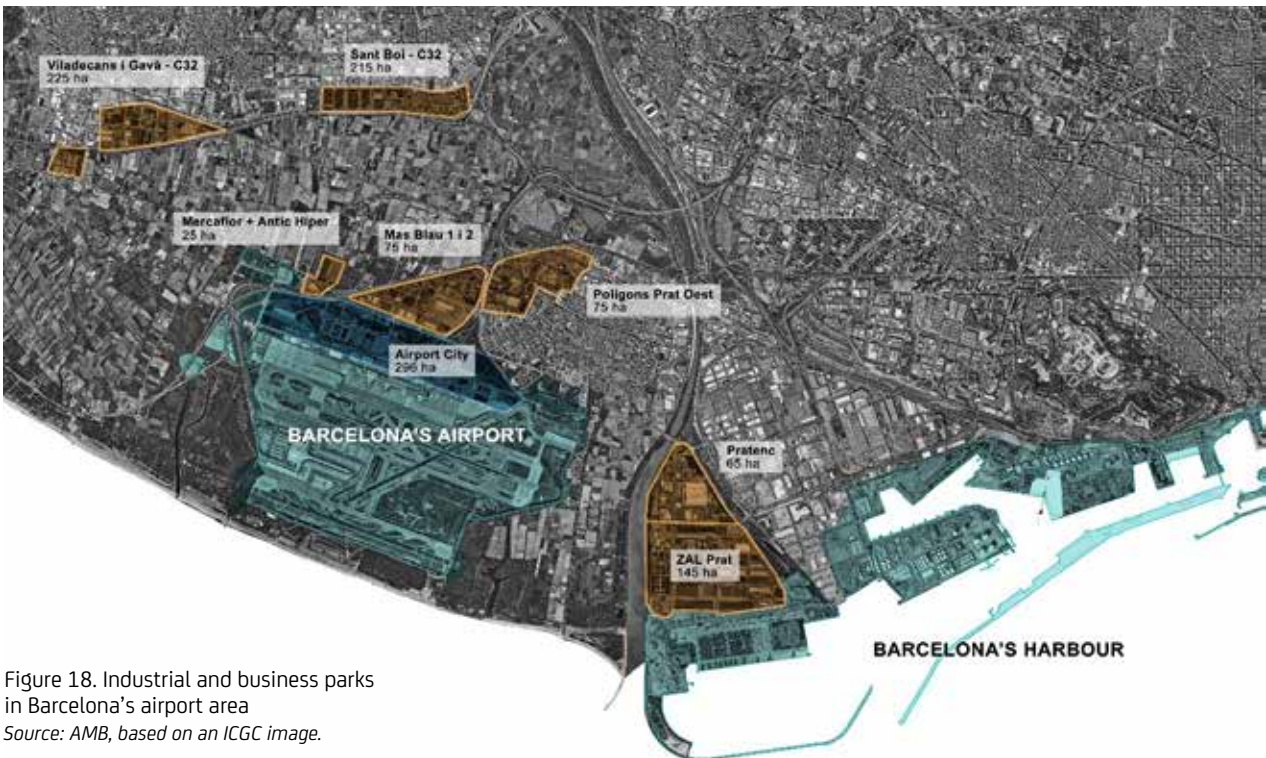 Viladecans i Gavà - C32
225 ha
Sant Boi - C32
215 ha
Mercaflor + Antic Hiper
25 ha
Mas Blau 1 i 2
75 ha
Poligons Prat Oest
75 ha
Airport City
296 ha
BARCELONA'S AIRPORT
Pratenc
65 ha
ZAL Prat
145 ha
BARCELONA'S HARBOUR
Figure 18. Industrial and business parks
in Barcelona's airport area
Source: AMB, based on an ICGC image.